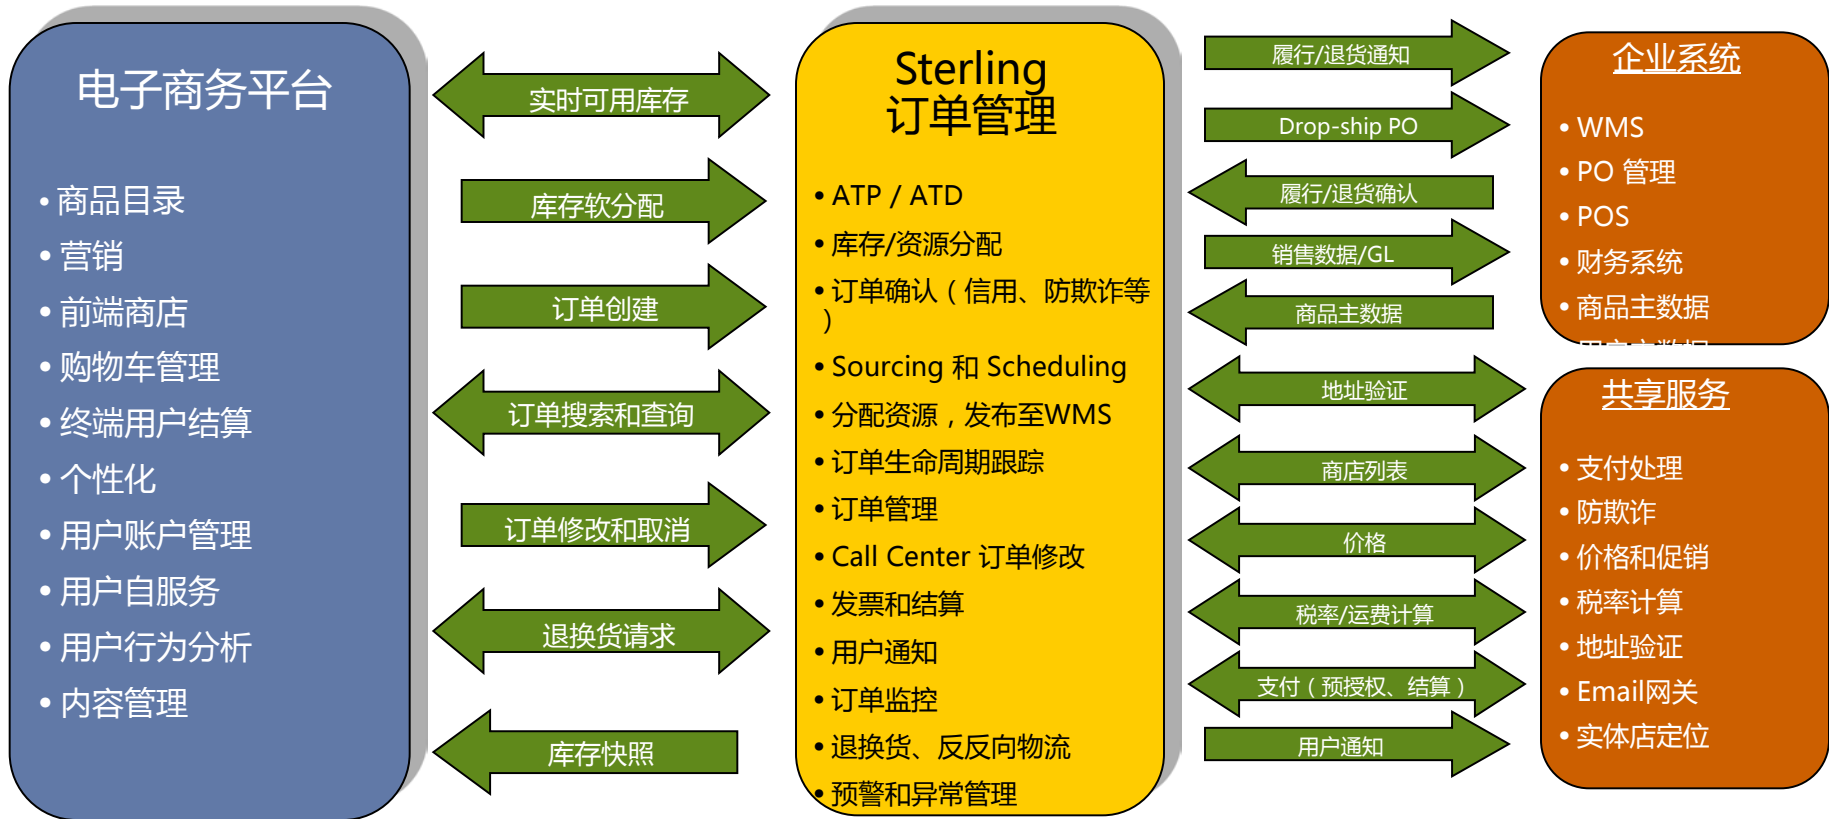 电子商务平台
• 商品目录
• 营销
• 前端商店
• 购物车管理
• 终端用户结算
• 个性化
• 用户账户管理
• 用户自服务
• 用户行为分析
• 内容管理
实时可用库存
库存软分配
订单创建
订单搜索和查询
订单修改和取消
退换货请求
库存快照
Sterling
订单管理
• ATP / ATD
• 库存/资源分配
• 订单确认（信用、防欺诈等
）
• Sourcing 和 Scheduling
• 分配资源，发布至WMS
• 订单生命周期跟踪
• 订单管理
• Call Center 订单修改
• 发票和结算
• 用户通知
• 订单监控
• 退换货、反反向物流
• 预警和异常管理
履行/退货通知
Drop-ship PO
履行/退货确认
销售数据/GL
商品主数据
地址验证
商店列表
价格
税率/运费计算
支付（预授权、结算）
用户通知
企业系统
• WMS
• PO 管理
• POS
• 财务系统
• 商品主数据
共享服务
• 支付处理
• 防欺诈
• 价格和促销
• 税率计算
• 地址验证
• Email网关
• 实体店定位